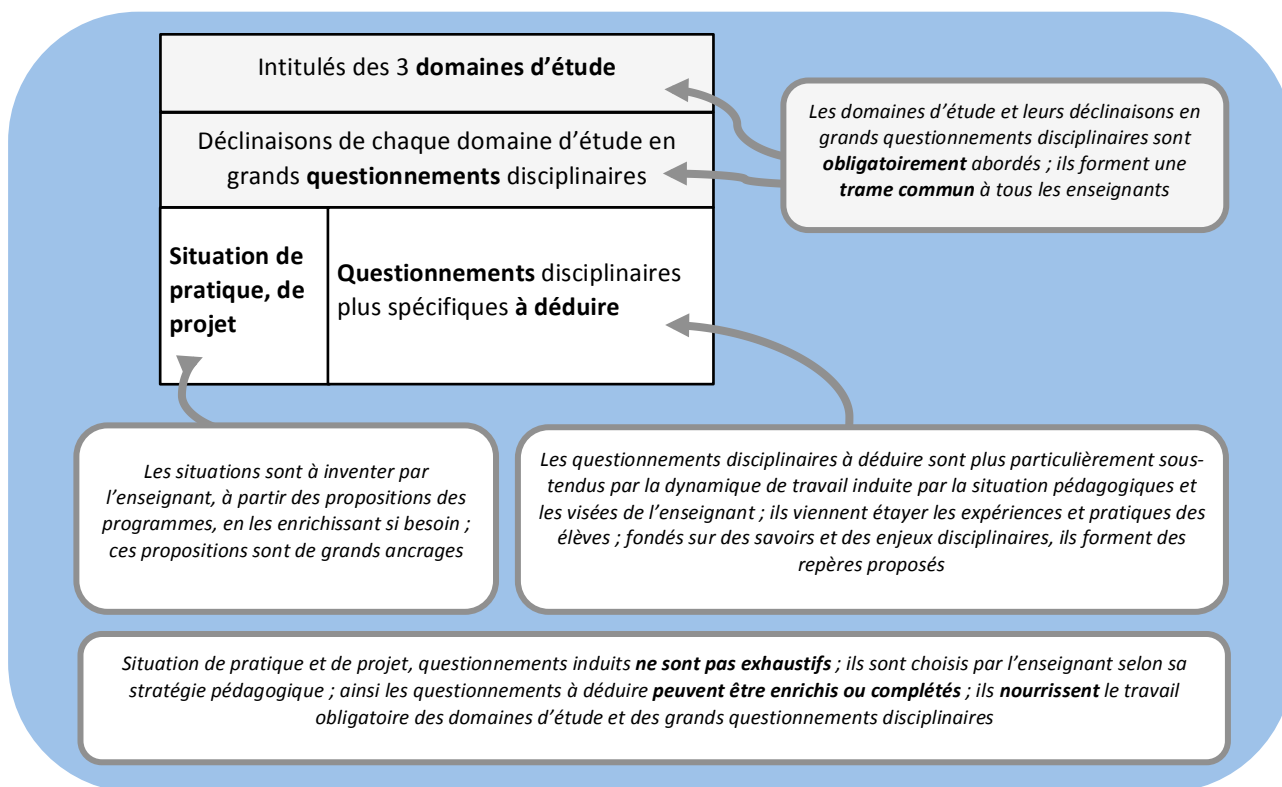 Intitulés des 3 domaines d'étude
Déclinaisons de chaque domaine d'étude en
grands questionnements disciplinaires
Situation de
pratique, de
projet
Questionnements disciplinaires
plus spécifiques à déduire
Les domaines d'étude et leurs déclinaisons en
grands questionnements disciplinaires sont
obligatoirement abordés ; ils forment une
trame commun à tous les enseignants
Les situations sont à inventer par
l'enseignant, à partir des propositions des
programmes, en les enrichissant si besoin ;
ces propositions sont de grands ancrages
Les questionnements disciplinaires à déduire sont plus particulièrement sous-
tendus par la dynamique de travail induite par la situation pédagogiques et
les visées de l'enseignant ; ils viennent étayer les expériences et pratiques des
élèves ; fondés sur des savoirs et des enjeux disciplinaires, ils forment des
repères proposés
Situation de pratique et de projet, questionnements induits ne sont pas exhaustifs ; ils sont choisis par l'enseignant selon sa
stratégie pédagogique ; ainsi les questionnements à déduire peuvent être enrichis ou complétés ; ils nourrissent le travail
obligatoire des domaines d'étude et des grands questionnements disciplinaires